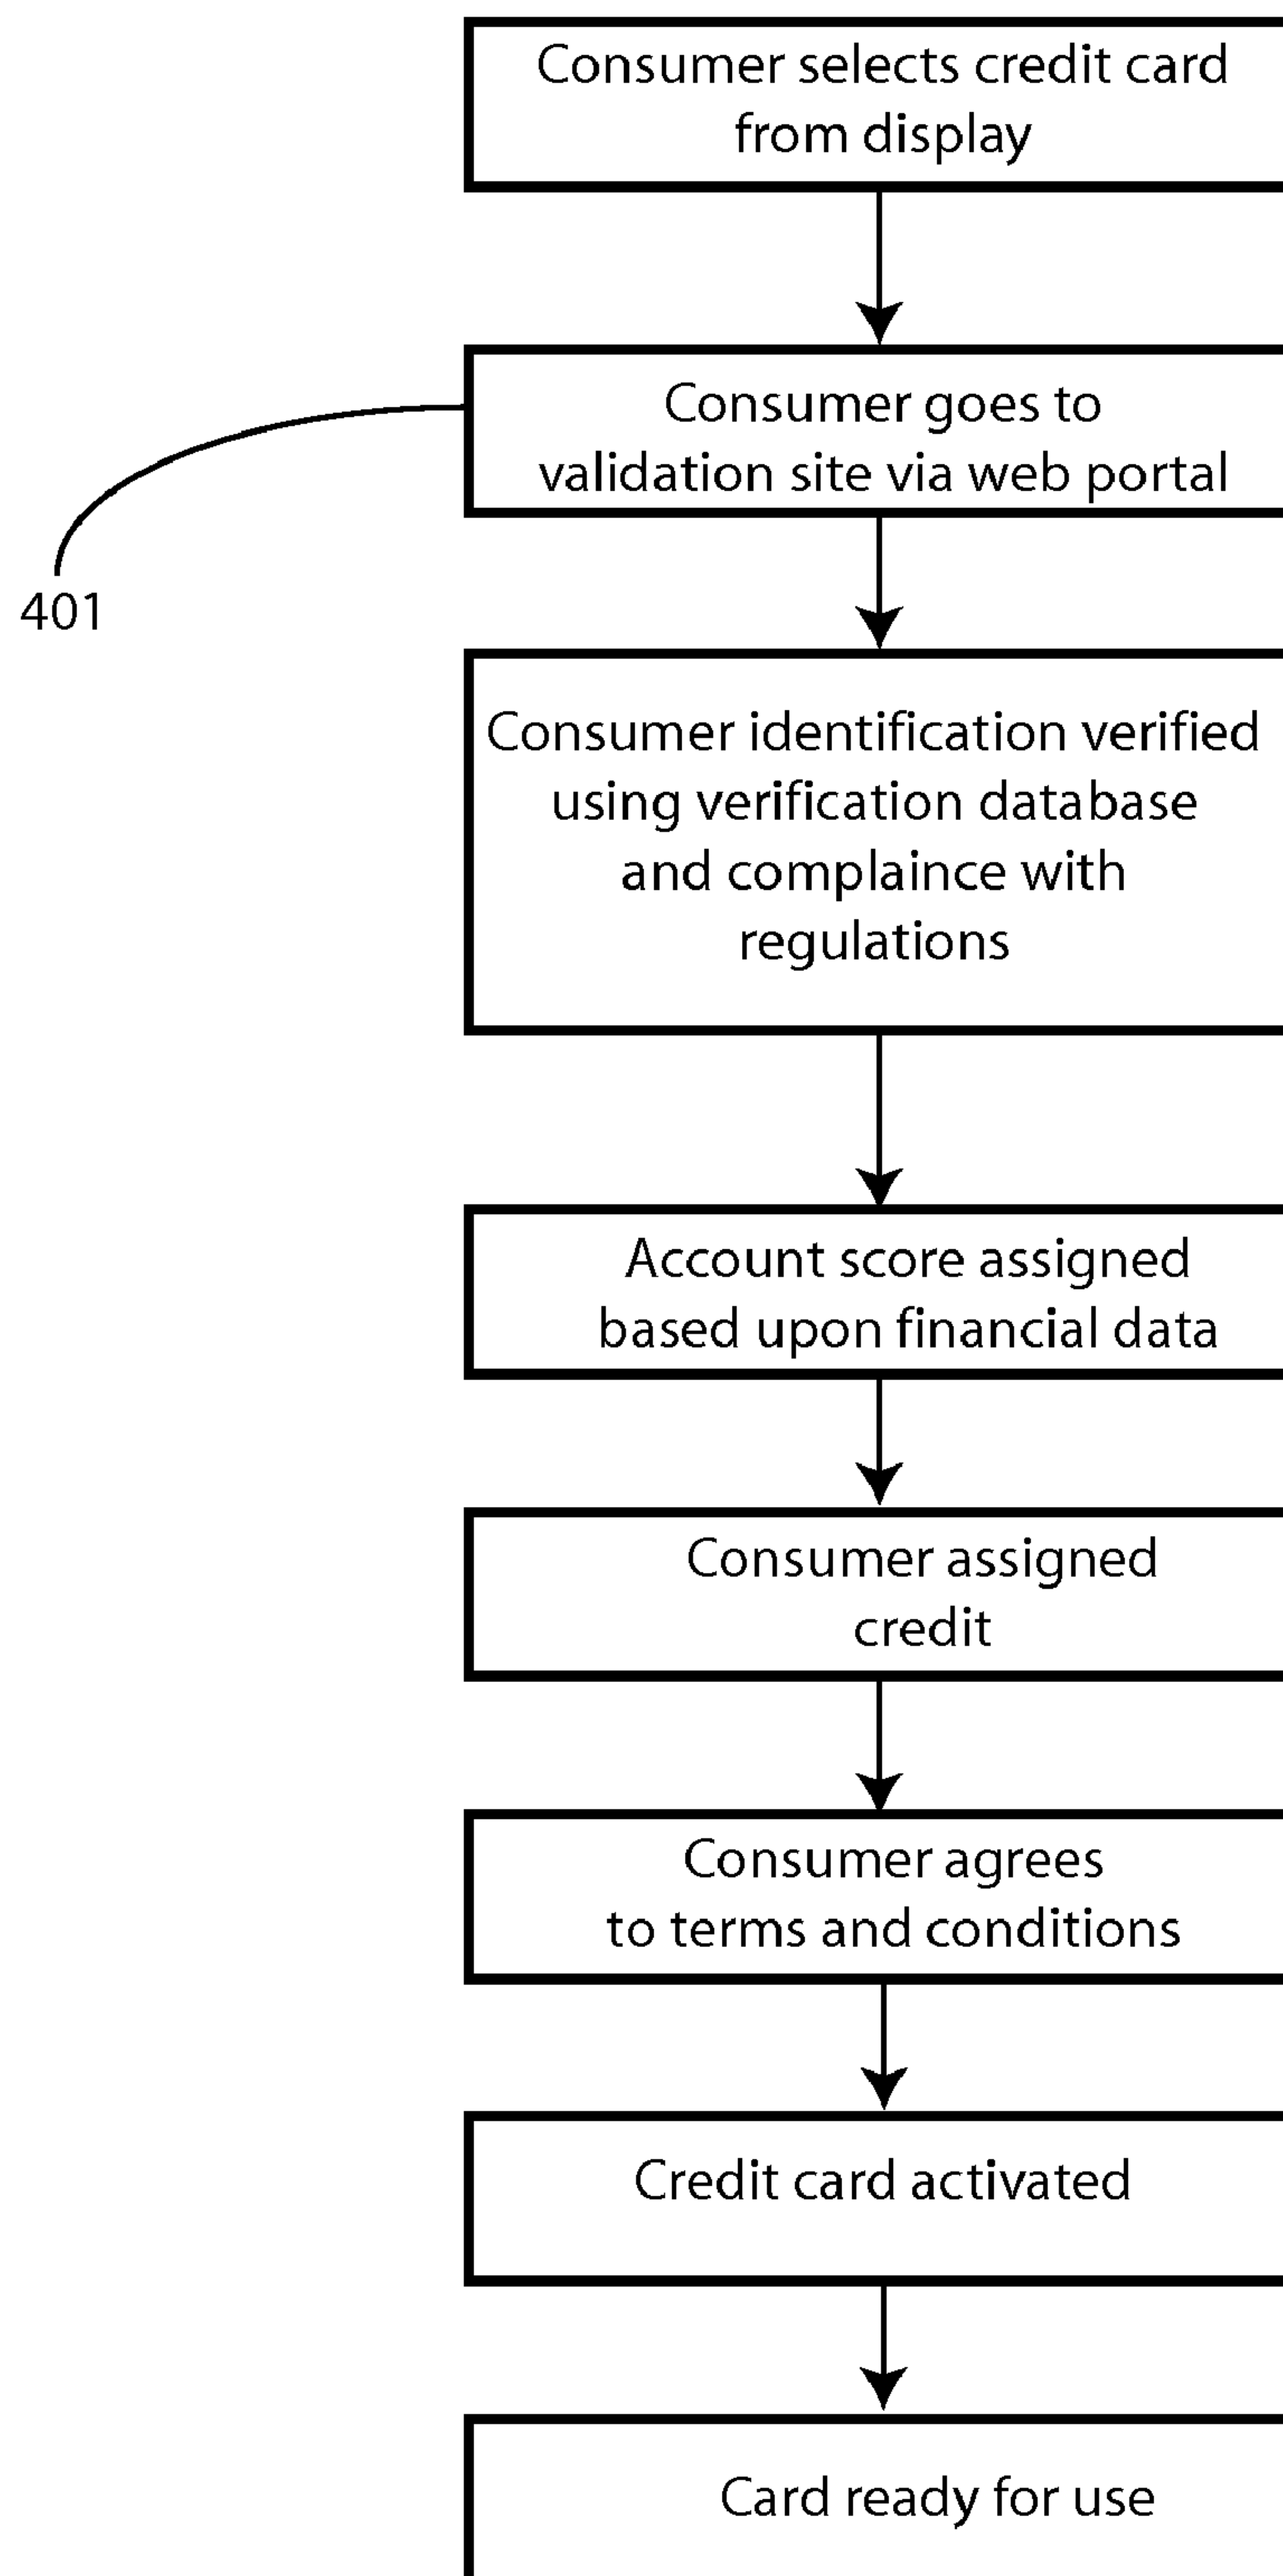 Consumer selects credit card
from display
Consumer goes to
validation site via web portal
401
Consumer identification verified
using verification database
and complaince with
regulations
Account score assigned
based upon financial data
Consumer assigned
credit
Consumer agrees
to terms and conditions
Credit card activated
Card ready for use